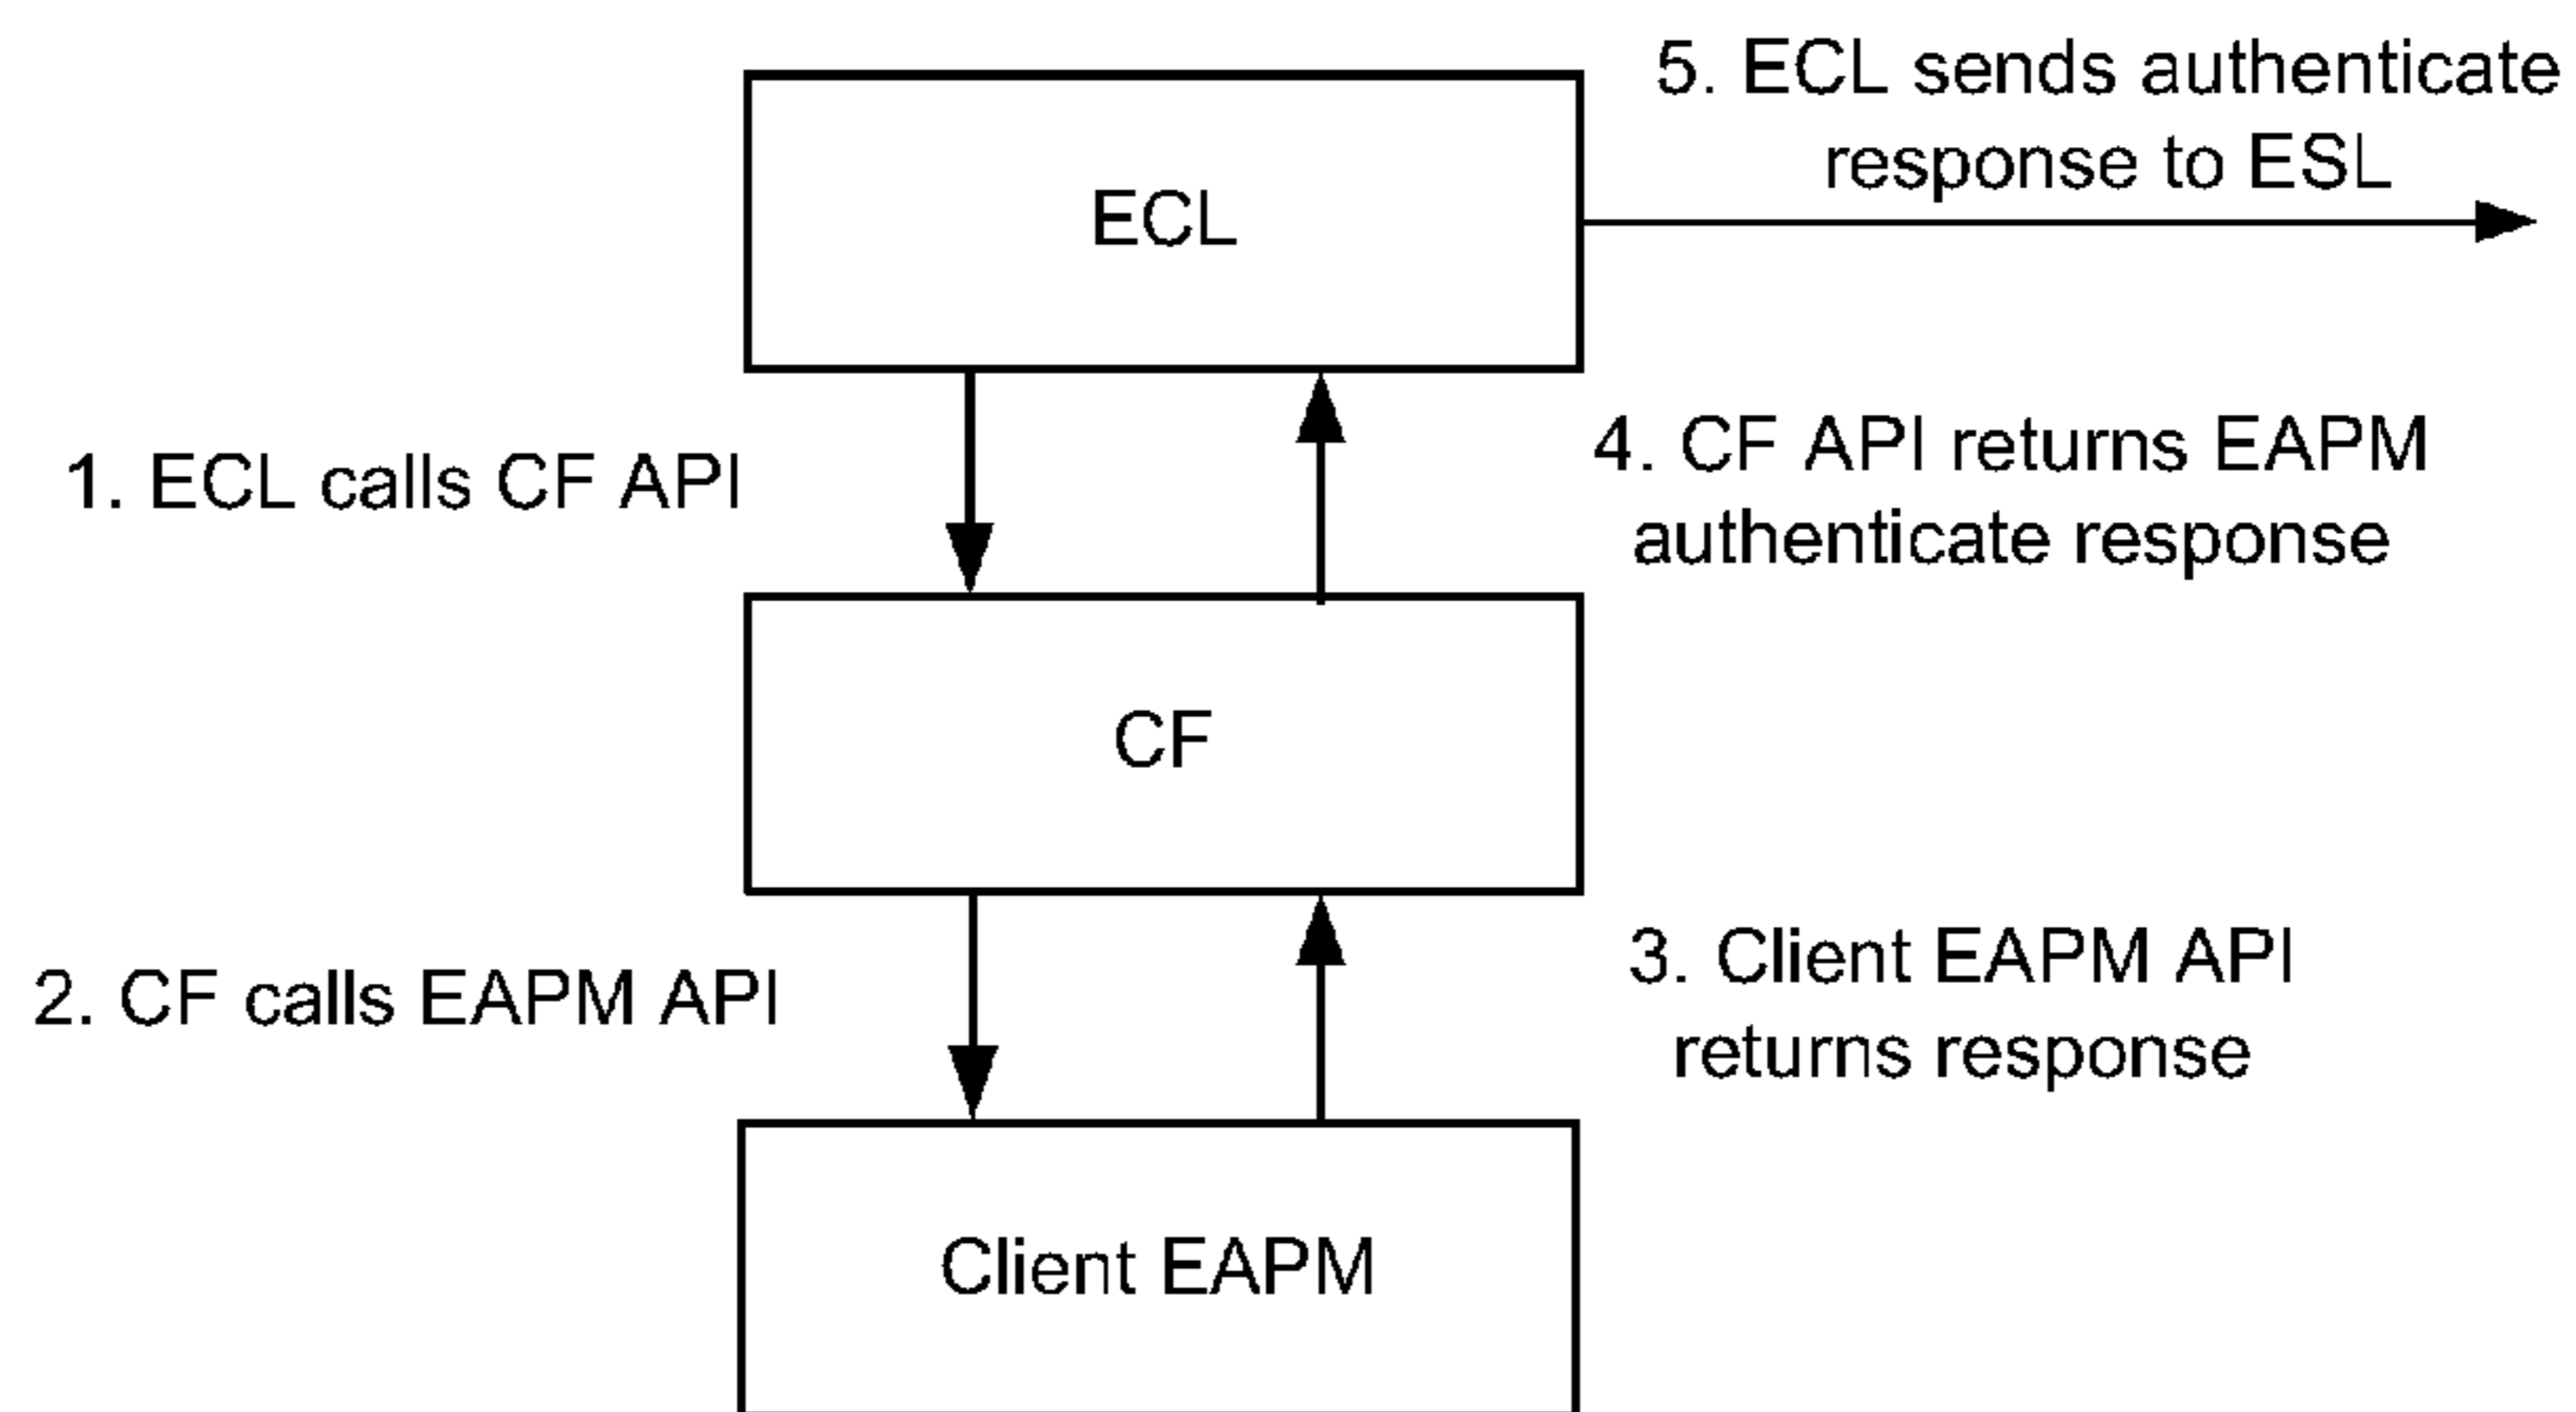 5. ECL sends authenticate
response to ESL
ECL
1. ECL calls CF API
4. CF API returns EAPM
authenticate response
CF
2. CF calls EAPM API
3. Client EAPM API
returns response
Client EAPM